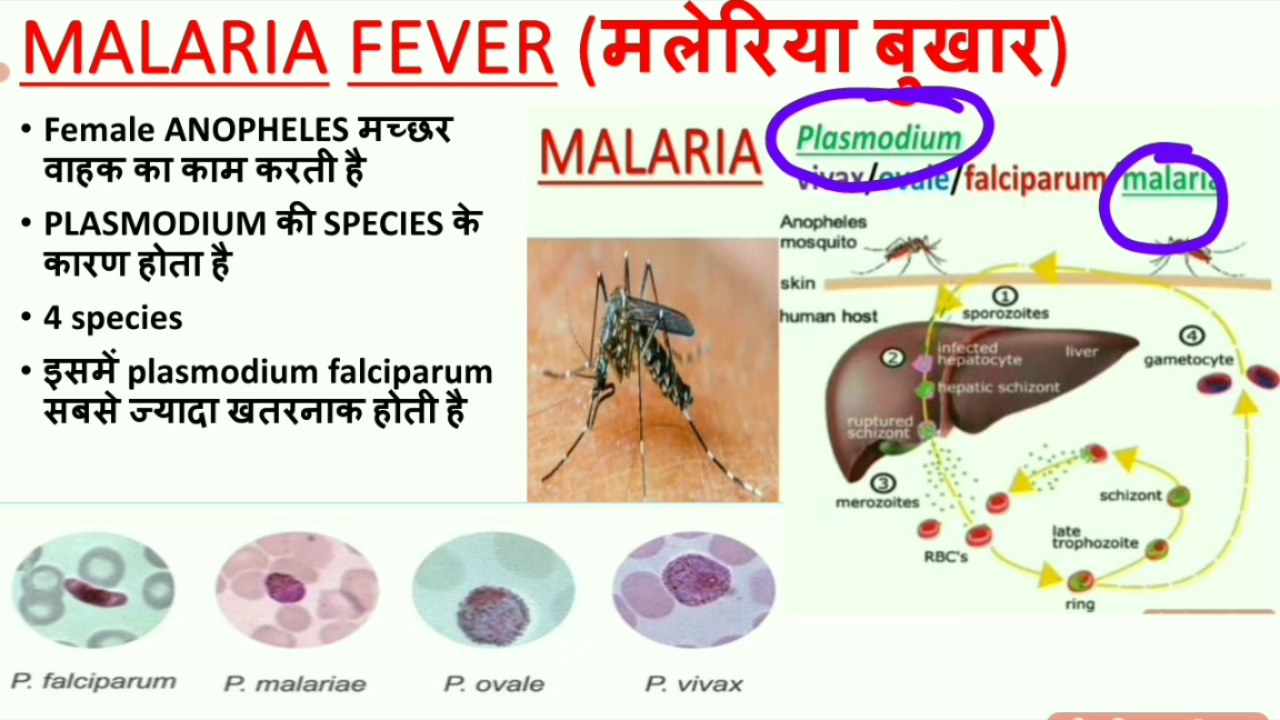 MALARIA FEVER (मलेरिया बुखार)
• Female ANOPHELES मच्छर
वाहक का काम करती है
• PLASMODIUM की SPECIES के
कारण होता है
• 4 species
• इसमें plasmodium falciparum
सबसे ज्यादा खतरनाक होती है
MALARIA
Plasmodium
vivax/ovale/falciparum/malaria
Anopheles
mosquito
skin
human host
1
sporozoites
2
infected
hepatocyte
liver
hepatic schizont
ruptured
schizont
3
merozoites
4
gametocyte
schizont
late
trophozoite
RBC's
ring
P. falciparum
P. malariae
P. ovale
P. vivax